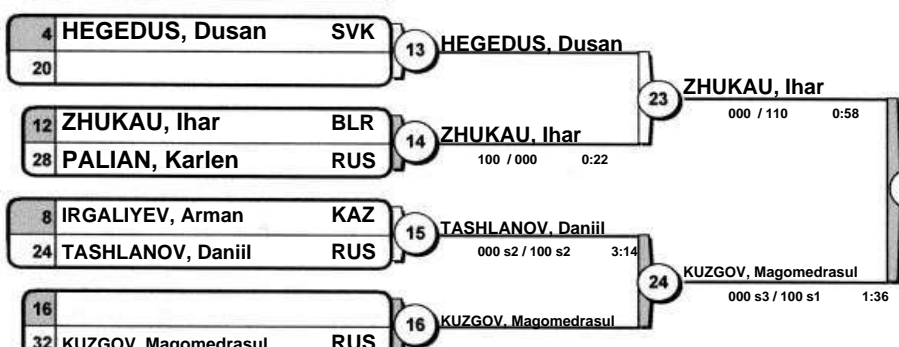 4 HEGEDUS, Dusan SVK
20
13 HEGEDUS, Dusan
23 ZHUKAU, Ihar
000 / 110 0:58
12 ZHUKAU, Ihar BLR
28 PALIAN, Karlen RUS
14 ZHUKAU, Ihar
100 / 000 0:22
8 IRGALIYEV, Arman KAZ
24 TASHLANOV, Daniil RUS
15 TASHLANOV, Daniil
000 s2 / 100 s2 3:14
24 KUZGOV, Magomedrasul
000 s3 / 100 s1 1:36
16
32 KUZGOV, Magomedrasul RUS
16 KUZGOV, Magomedrasul